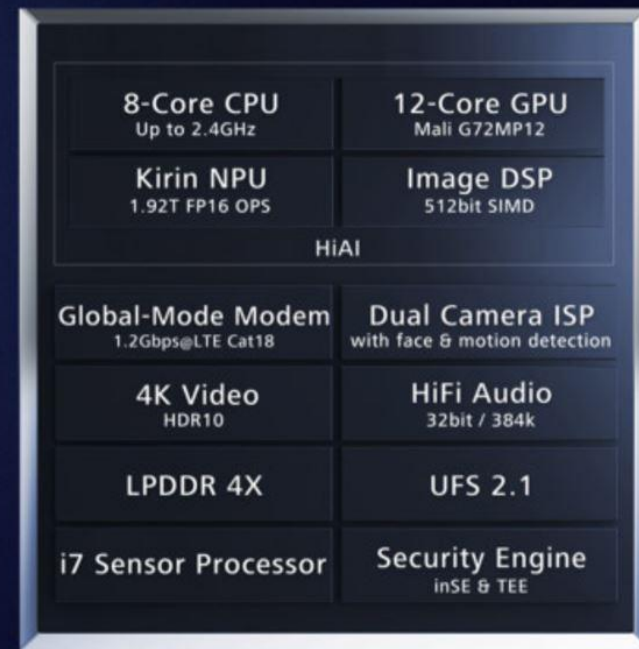 8-Core CPU
Up to 2.4GHz
12-Core GPU
Mali G72MP12
Kirin NPU
1.92T FP16 OPS
Image DSP
512bit SIMD
HiAI
Global-Mode Modem
1.2Gbps@LTE Cat18
Dual Camera ISP
with face & motion detection
4K Video
HDR10
HiFi Audio
32bit / 384k
LPDDR 4X
UFS 2.1
i7 Sensor Processor
Security Engine
inSE & TEE